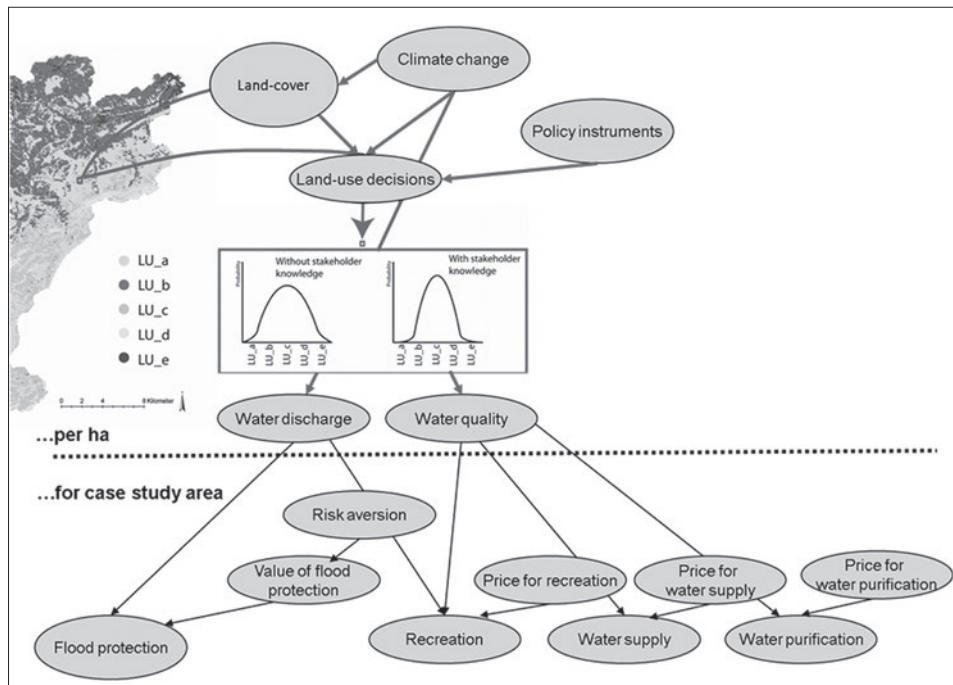 Climate change
Land-cover
Policy instruments
Land-use decisions
Without stakeholder
knowledge
With stakeholder
knowledge
Probability
Probability
LU_a
LU_b
LU_c
LU_d
LU_e
LU_a
LU_b
LU_c
LU_d
LU_e
LU_a
LU_b
LU_c
LU_d
LU_e
0 2 4 8 Kilometer
Water discharge
Water quality
...per ha
...for case study area
Risk aversion
Value of flood
protection
Price for recreation
Price for
water supply
Price for
water purification
Flood protection
Recreation
Water supply
Water purification